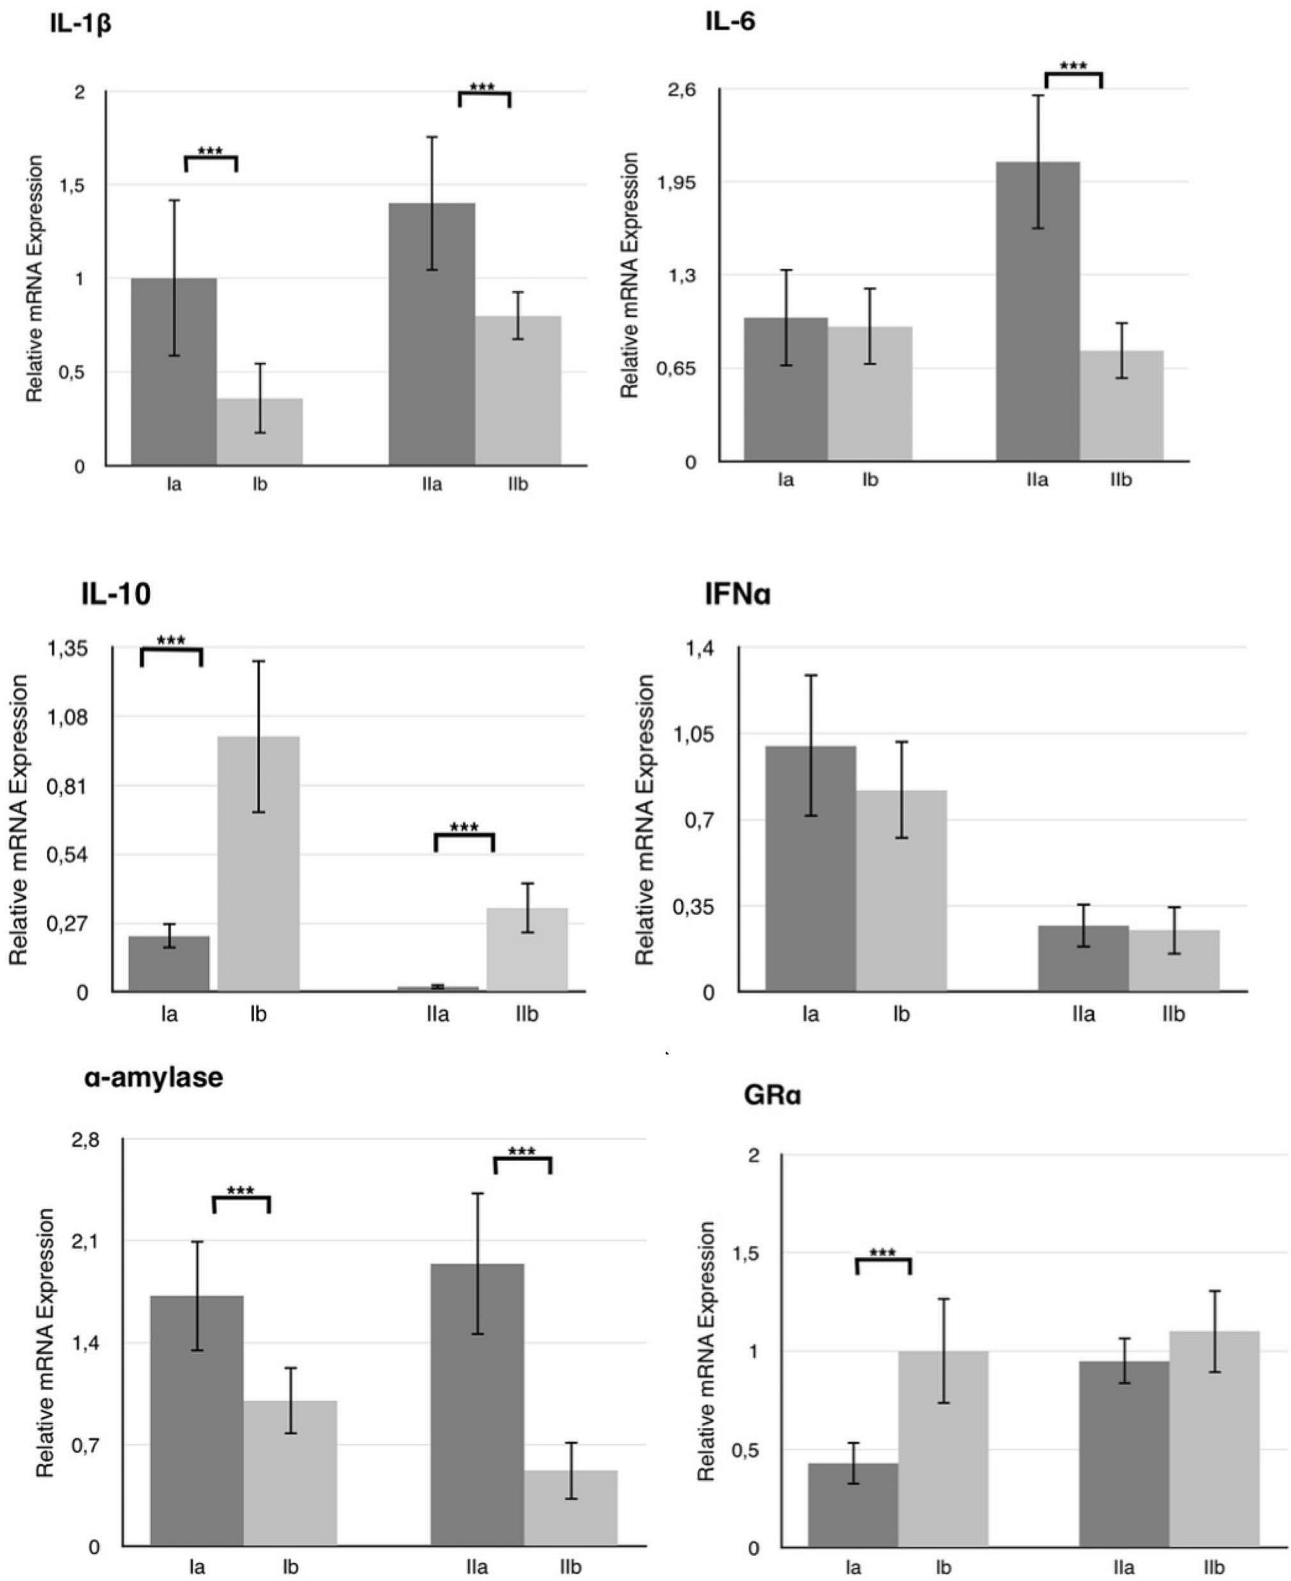 IL-1β
Relative mRNA Expression
2
1,5
1
0,5
0
***
***
Ia Ib IIa IIb
IL-6
Relative mRNA Expression
2,6
1,95
1,3
0,65
0
***
Ia Ib IIa IIb
IL-10
Relative mRNA Expression
1,35
1,08
0,81
0,54
0,27
0
***
***
Ia Ib IIa IIb
IFNα
Relative mRNA Expression
1,4
1,05
0,7
0,35
0
Ia Ib IIa IIb
α-amylase
Relative mRNA Expression
2,8
2,1
1,4
0,7
0
***
***
Ia Ib IIa IIb
GRα
Relative mRNA Expression
2
1,5
1
0,5
0
***
Ia Ib IIa IIb